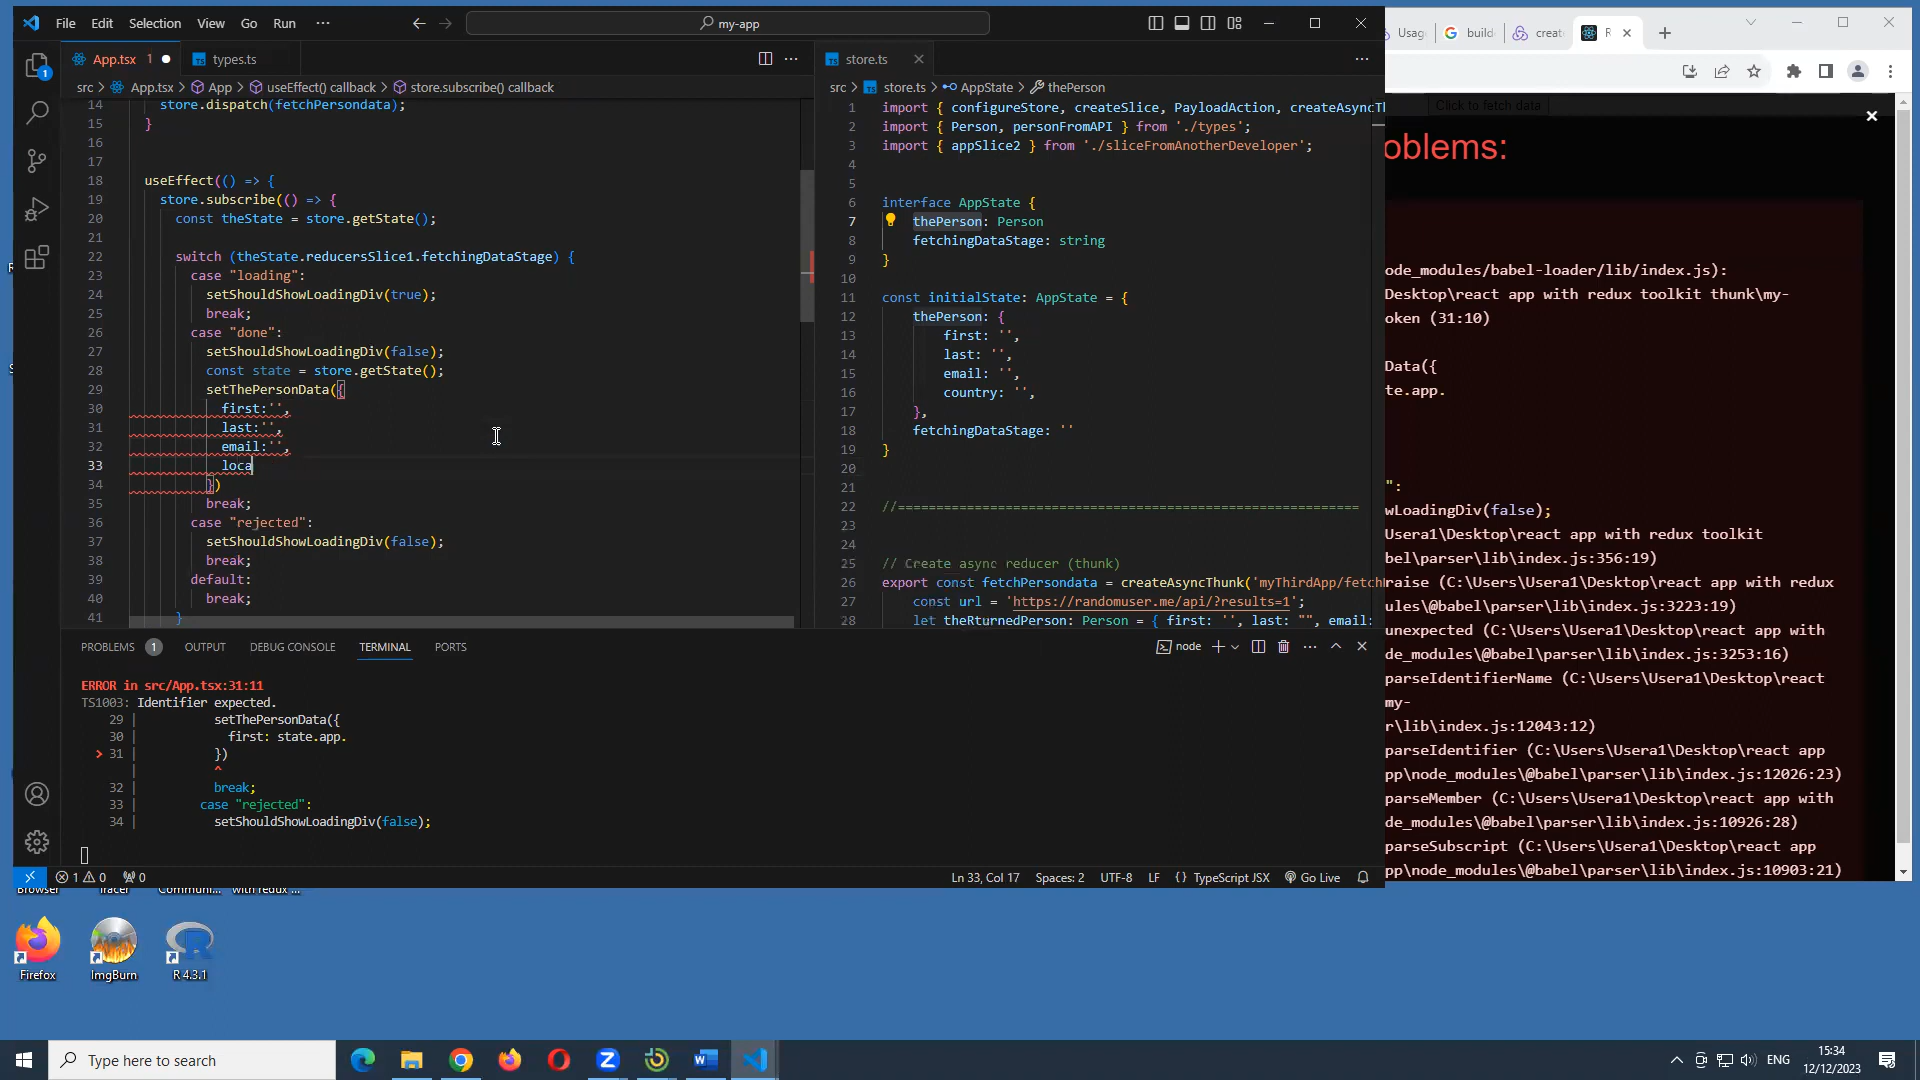 File Edit Selection View Go Run ···
my-app
App.tsx 1
types.ts
src > App.tsx > App > useEffect() callback > store.subscribe() callback
14 store.dispatch(fetchPersondata);
15 }
16
17
18 useEffect(() => {
19 store.subscribe(() => {
20 const theState = store.getState();
21
22 switch (theState.reducersSlice1.fetchingDataStage) {
23 case "loading":
24 setShouldShowLoadingDiv(true);
25 break;
26 case "done":
27 setShouldShowLoadingDiv(false);
28 const state = store.getState();
29 setThePersonData({
30 first:'',
31 last:'',
32 email:'',
33 loca
34 })
35 break;
36 case "rejected":
37 setShouldShowLoadingDiv(false);
38 break;
39 default:
40 break;
41 }
store.ts
src > store.ts > AppState > thePerson
1 import { configureStore, createSlice, PayloadAction, createAsyncTh
2 import { Person, personFromAPI } from './types';
3 import { appSlice2 } from './sliceFromAnotherDeveloper';
4
5
6 interface AppState {
7 thePerson: Person
8 fetchingDataStage: string
9 }
10
11 const initialState: AppState = {
12 thePerson: {
13 first: '',
14 last: '',
15 email: '',
16 country: '',
17 },
18 fetchingDataStage: ''
19 }
20
21
22 //============================================================
23
24
25 // Create async reducer (thunk)
26 export const fetchPersondata = createAsyncThunk('myThirdApp/fetch
27 const url = 'https://randomuser.me/api/?results=1';
28 let theRturnedPerson: Person = { first: '', last: "", email:
PROBLEMS 1 OUTPUT DEBUG CONSOLE TERMINAL PORTS
node
ERROR in src/App.tsx:31:11
TS1003: Identifier expected.
29 | setThePersonData({
30 | first: state.app.
> 31 | })
| ^
32 | break;
33 | case "rejected":
34 | setShouldShowLoadingDiv(false);
1 0 0
Ln 33, Col 17 Spaces: 2 UTF-8 LF {} TypeScript JSX Go Live
Usag
build
creat
R
Click to fetch data
oblems:
ode_modules/babel-loader/lib/index.js):
Desktop\react app with redux toolkit thunk\my-
oken (31:10)
Data({
te.app.
":
wLoadingDiv(false);
Usera1\Desktop\react app with redux toolkit
bel\parser\lib\index.js:356:19)
raise (C:\Users\Usera1\Desktop\react app with redux
ules\@babel\parser\lib\index.js:3223:19)
unexpected (C:\Users\Usera1\Desktop\react app with
de_modules\@babel\parser\lib\index.js:3253:16)
parseIdentifierName (C:\Users\Usera1\Desktop\react
my-
r\lib\index.js:12043:12)
parseIdentifier (C:\Users\Usera1\Desktop\react app
pp\node_modules\@babel\parser\lib\index.js:12026:23)
parseMember (C:\Users\Usera1\Desktop\react app with
de_modules\@babel\parser\lib\index.js:10926:28)
parseSubscript (C:\Users\Usera1\Desktop\react app
pp\node_modules\@babel\parser\lib\index.js:10903:21)
Browser Tracer Communi... with redux ...
Firefox ImgBurn R 4.3.1
Type here to search
ENG
15:34
12/12/2023